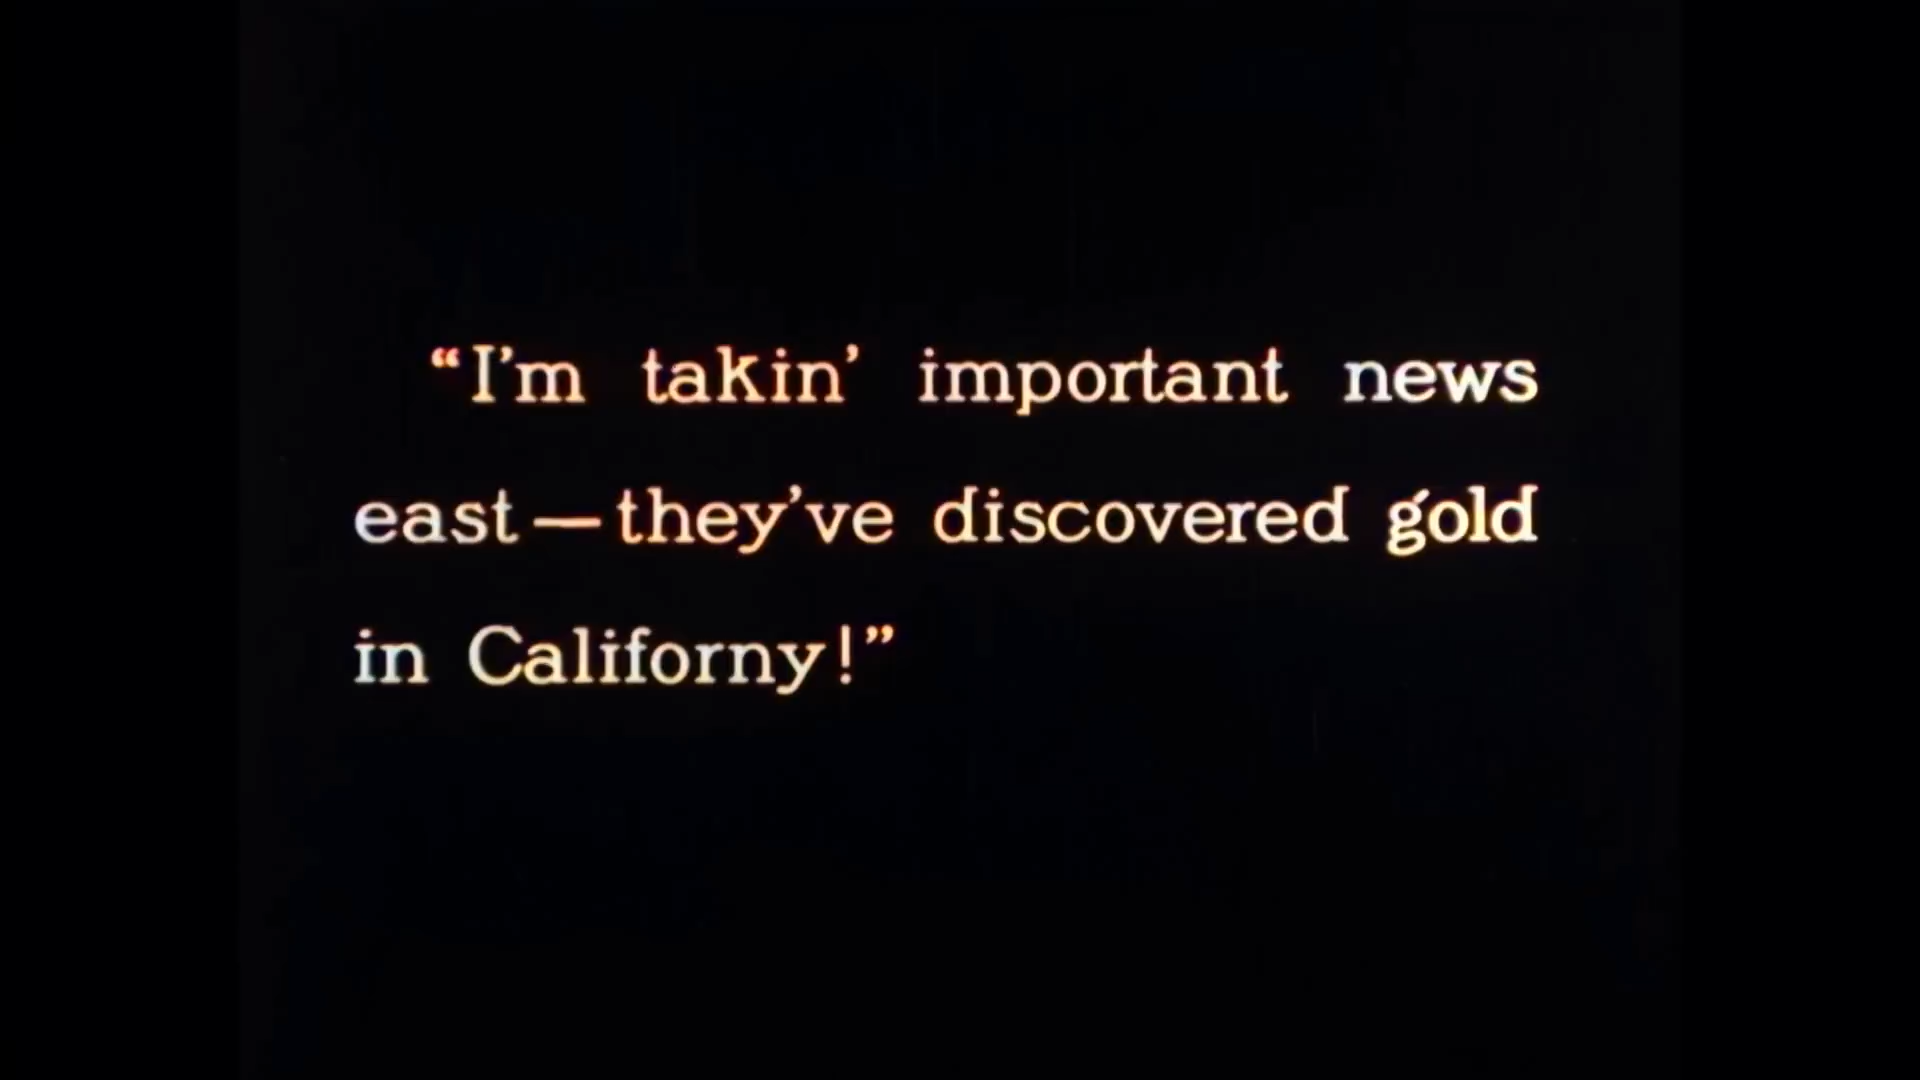 “I’m takin’ important news
east—they’ve discovered gold
in Californy!”